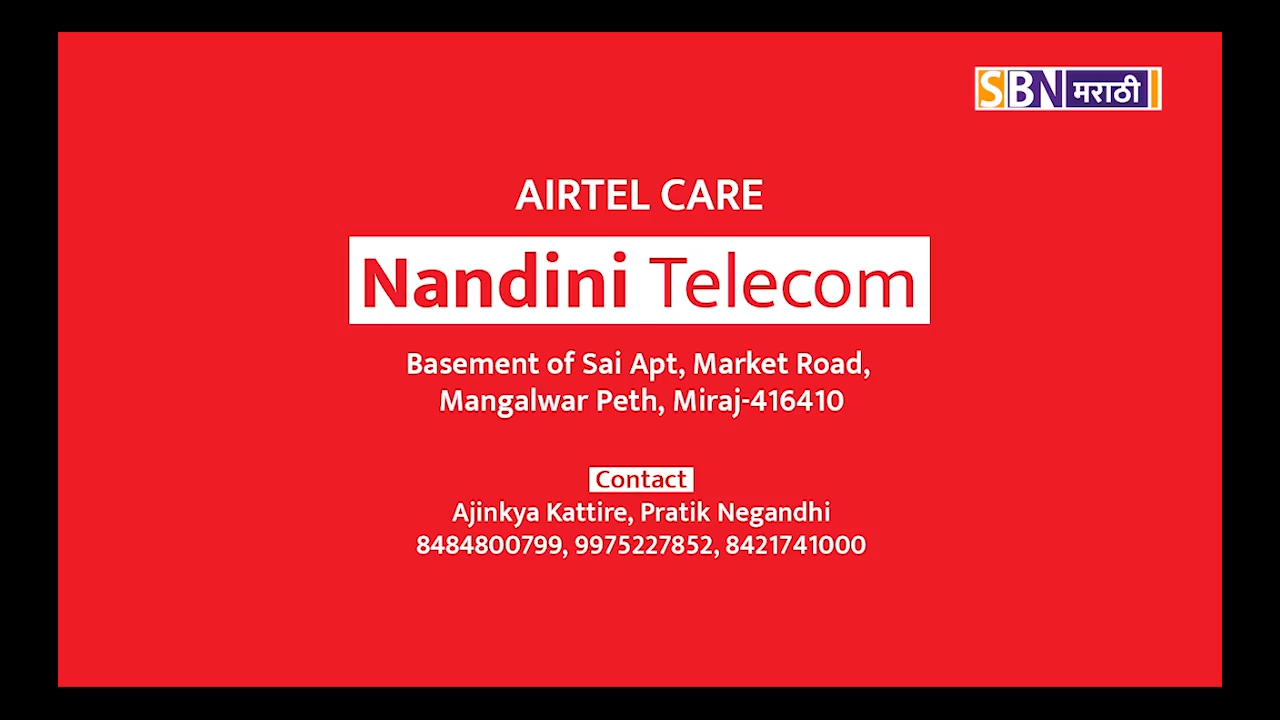 SBN मराठी
AIRTEL CARE
Nandini Telecom
Basement of Sai Apt, Market Road,
Mangalwar Peth, Miraj-416410
Contact
Ajinkya Kattire, Pratik Negandhi
8484800799, 9975227852, 8421741000